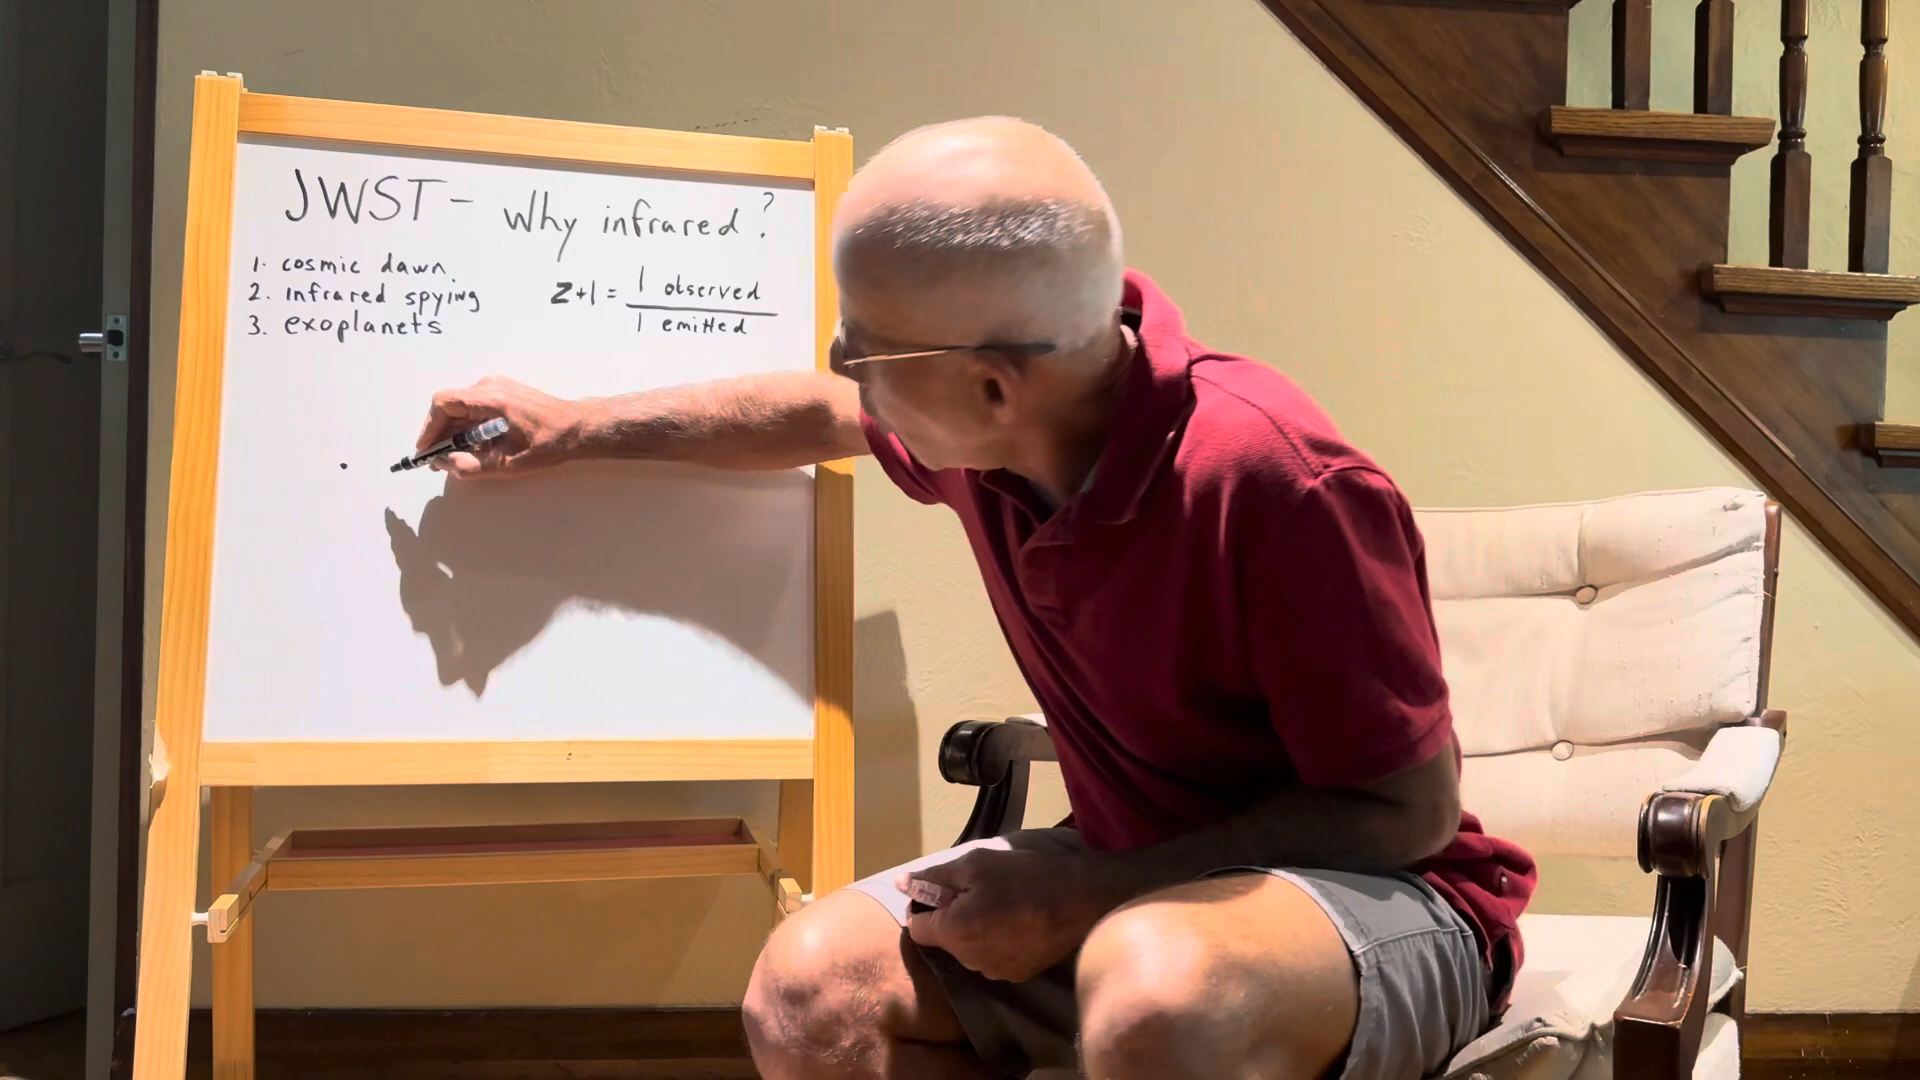 JWST - Why infrared?
1. cosmic dawn
2. infrared spying
3. exoplanets
z+1 = l observed
l emitted